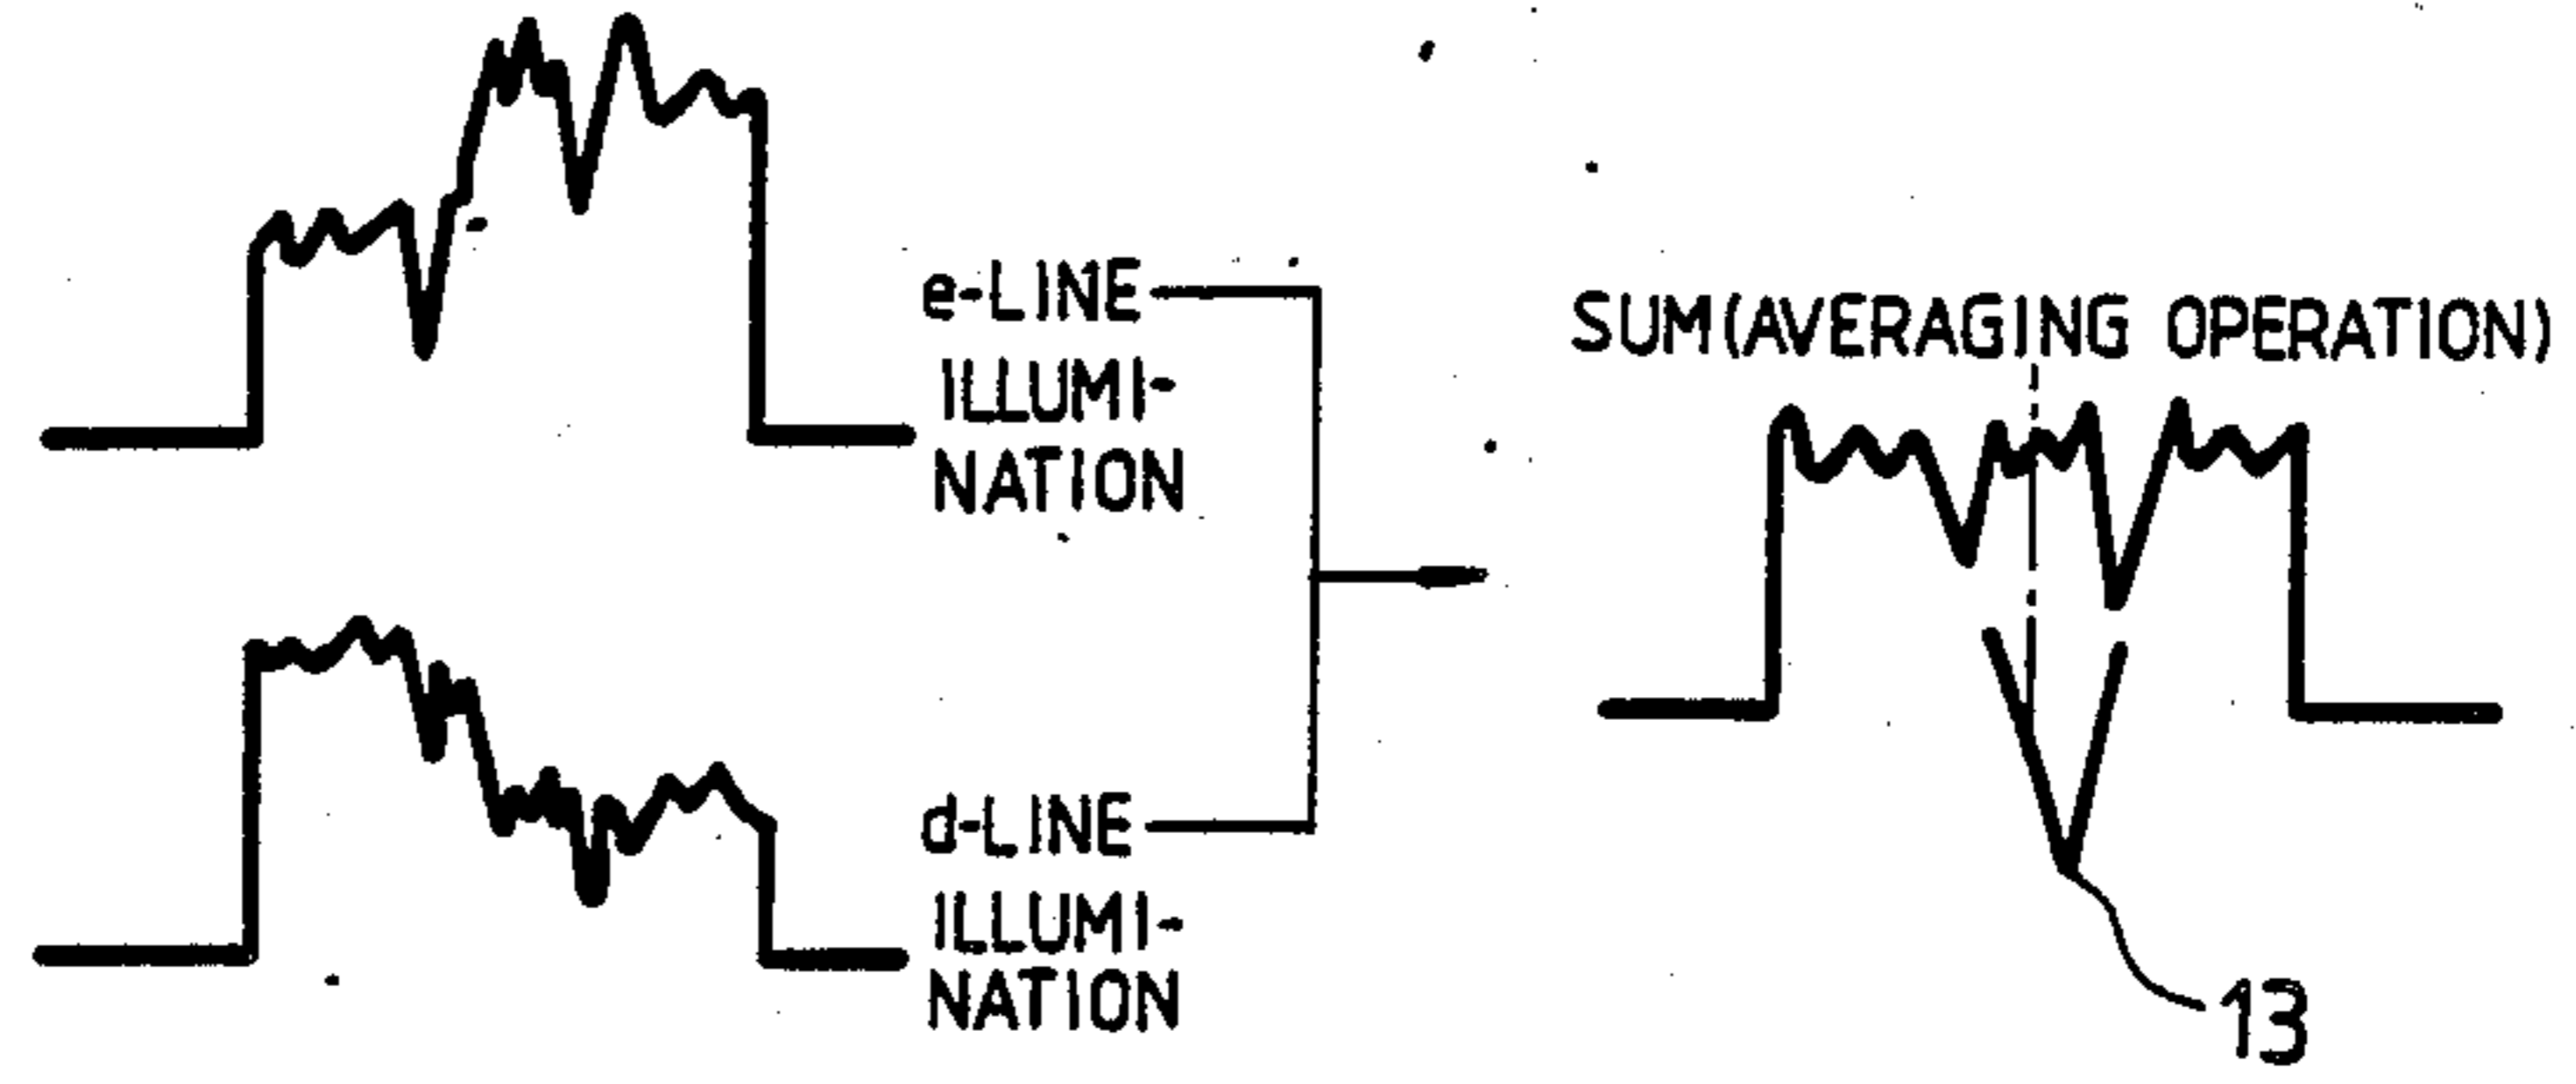 e-LINE
ILLUMI-
NATION
SUM(AVERAGING OPERATION)
d-LINE
ILLUMI-
NATION
13